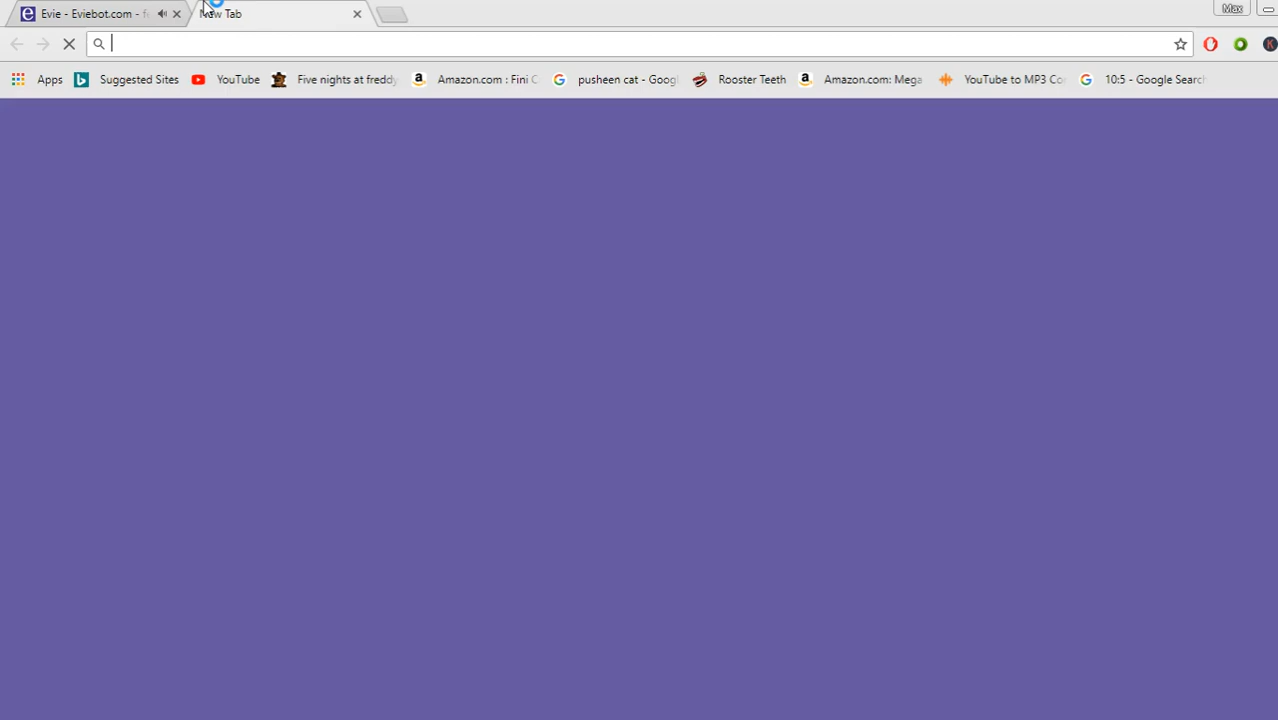 Evie - Eviebot.com - f
New Tab
Max
Apps Suggested Sites YouTube Five nights at freddy Amazon.com : Fini C pusheen cat - Goog Rooster Teeth Amazon.com: Mega YouTube to MP3 Co 10:5 - Google Search